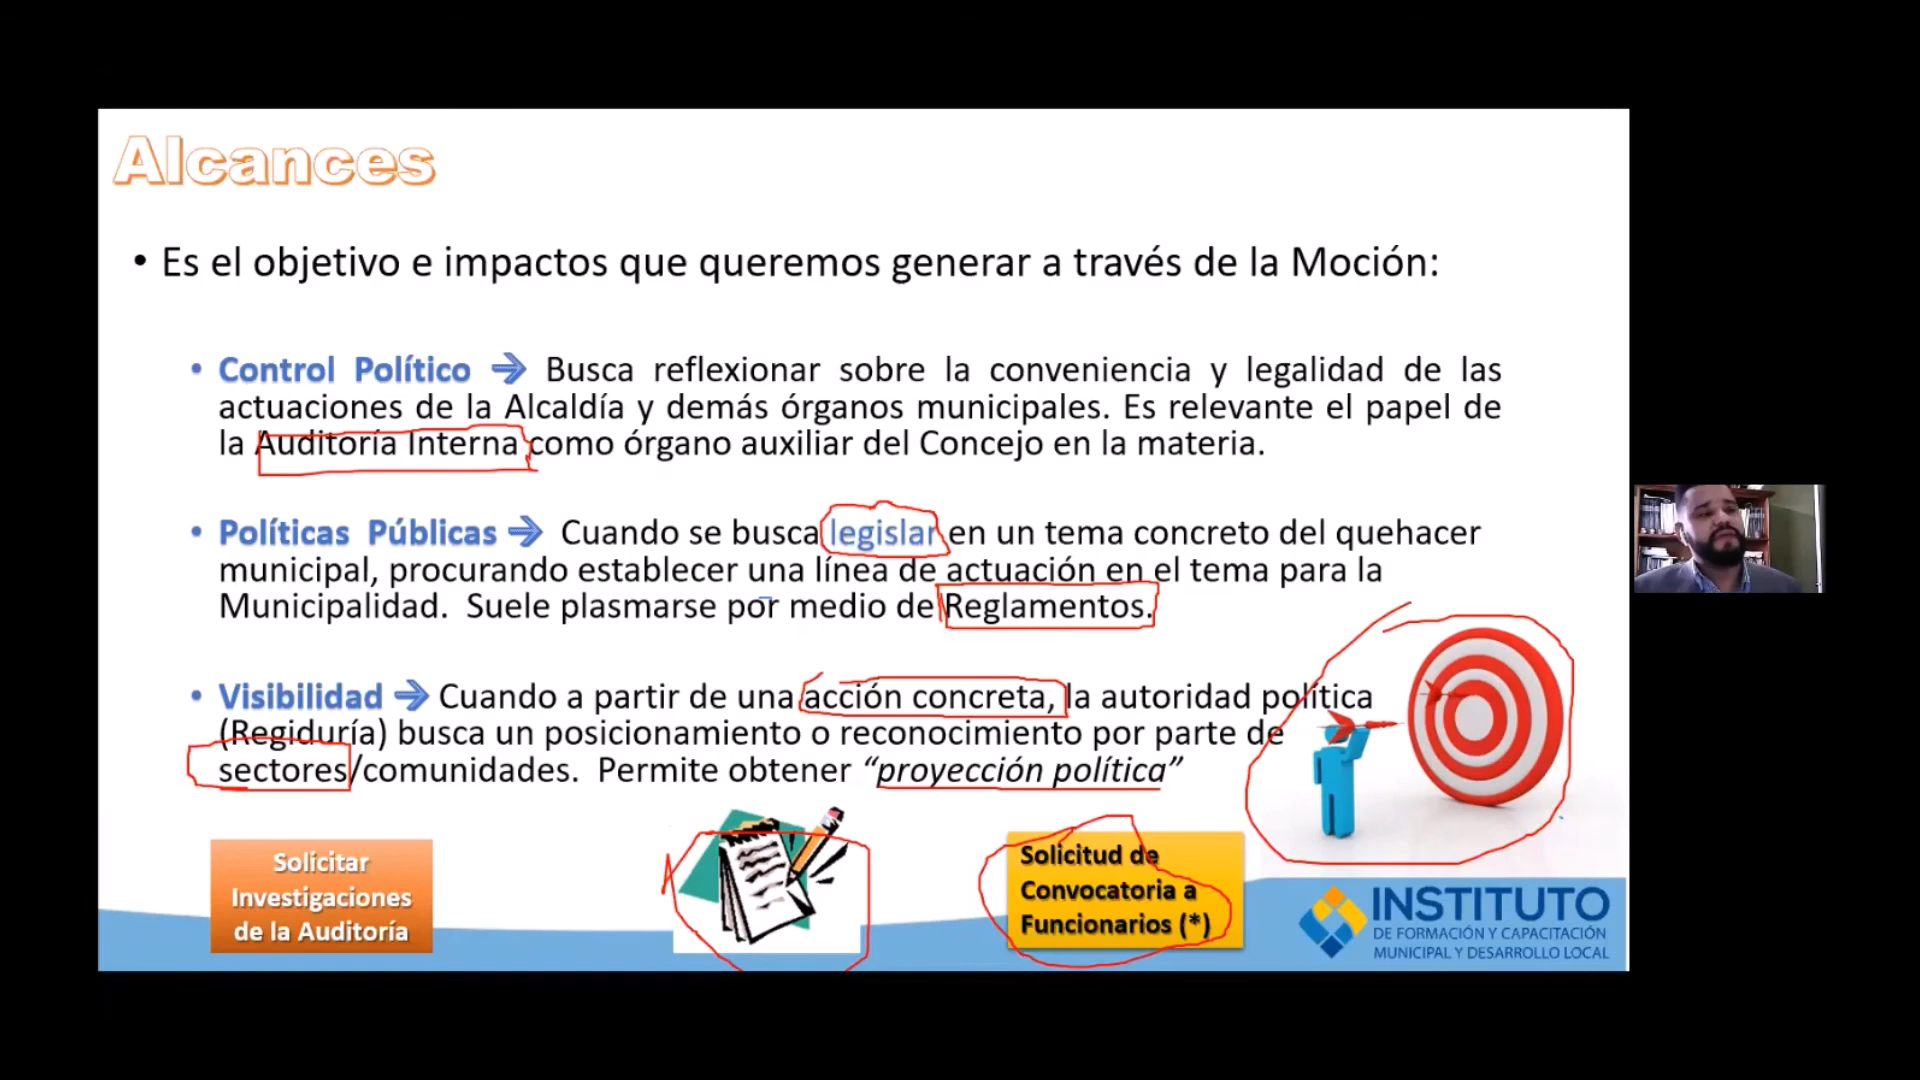 Alcances
• Es el objetivo e impactos que queremos generar a través de la Moción:
• Control Político → Busca reflexionar sobre la conveniencia y legalidad de las
actuaciones de la Alcaldía y demás órganos municipales. Es relevante el papel de
la Auditoría Interna como órgano auxiliar del Concejo en la materia.
• Políticas Públicas → Cuando se busca legislar en un tema concreto del quehacer
municipal, procurando establecer una línea de actuación en el tema para la
Municipalidad. Suele plasmarse por medio de Reglamentos.
• Visibilidad → Cuando a partir de una acción concreta, la autoridad política
(Regiduría) busca un posicionamiento o reconocimiento por parte de
sectores/comunidades. Permite obtener “proyección política”
Solicitar
Investigaciones
de la Auditoría
Solicitud de
Convocatoria a
Funcionarios (*)
INSTITUTO
DE FORMACIÓN Y CAPACITACIÓN
MUNICIPAL Y DESARROLLO LOCAL